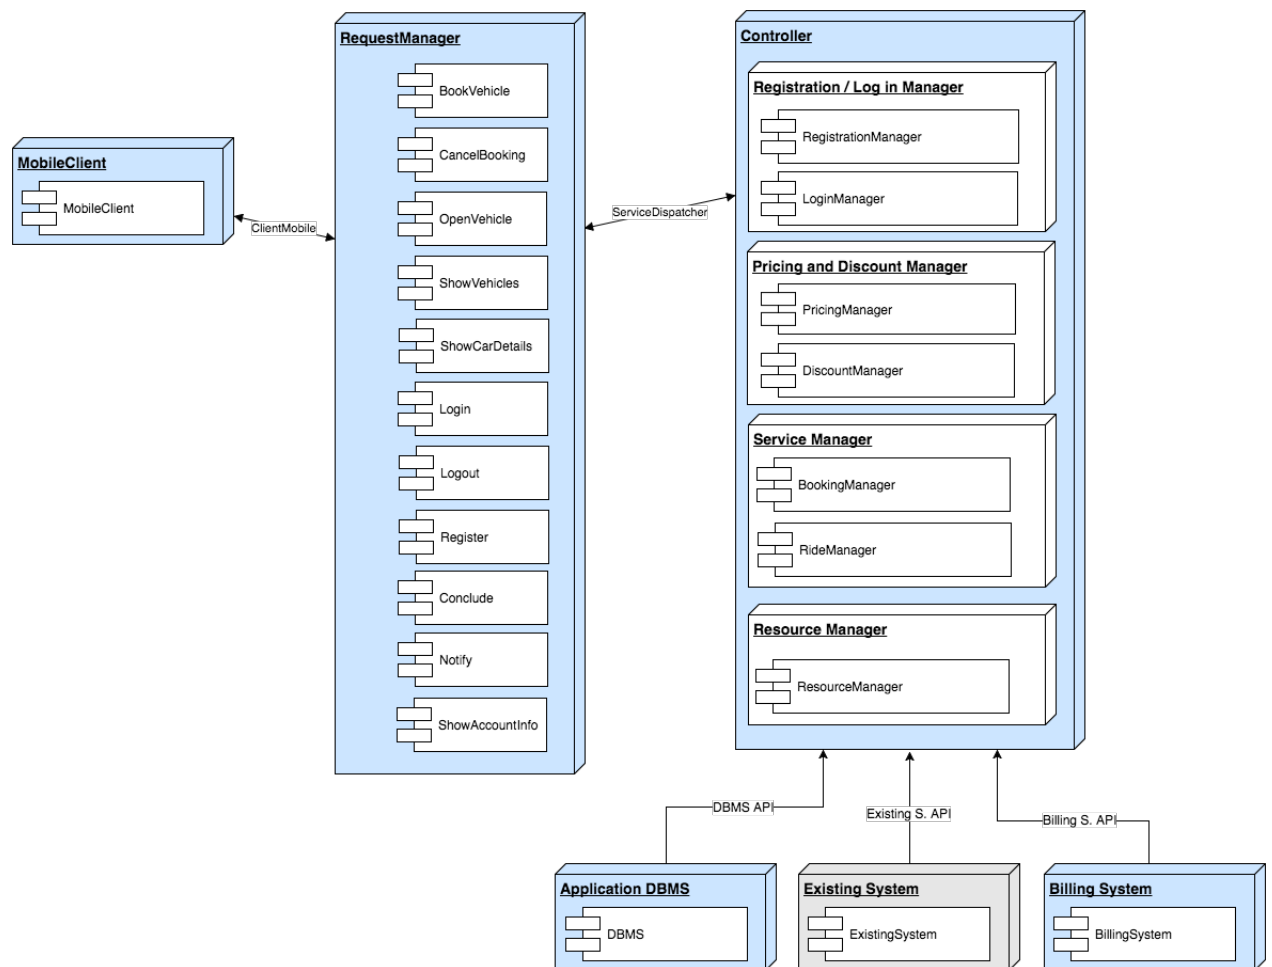 MobileClient
MobileClient
ClientMobile
RequestManager
BookVehicle
CancelBooking
OpenVehicle
ShowVehicles
ShowCarDetails
Login
Logout
Register
Conclude
Notify
ShowAccountInfo
ServiceDispatcher
Controller
Registration / Log in Manager
RegistrationManager
LoginManager
Pricing and Discount Manager
PricingManager
DiscountManager
Service Manager
BookingManager
RideManager
Resource Manager
ResourceManager
DBMS API
Existing S. API
Billing S. API
Application DBMS
DBMS
Existing System
ExistingSystem
Billing System
BillingSystem